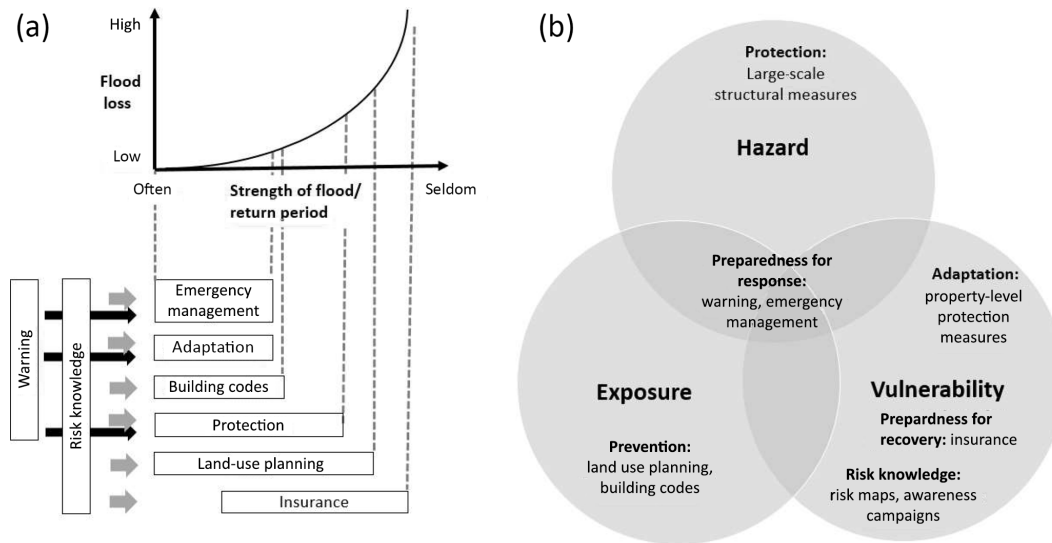 (a)
High
Flood
loss
Low
Often
Strength of flood/
return period
Seldom
Warning
Risk knowledge
Emergency
management
Adaptation
Building codes
Protection
Land-use planning
Insurance
(b)
Protection:
Large-scale
structural measures
Hazard
Preparedness for
response:
warning, emergency
management
Adaptation:
property-level
protection
measures
Exposure
Vulnerability
Prevention:
land use planning,
building codes
Prepardness for
recovery: insurance
Risk knowledge:
risk maps, awareness
campaigns